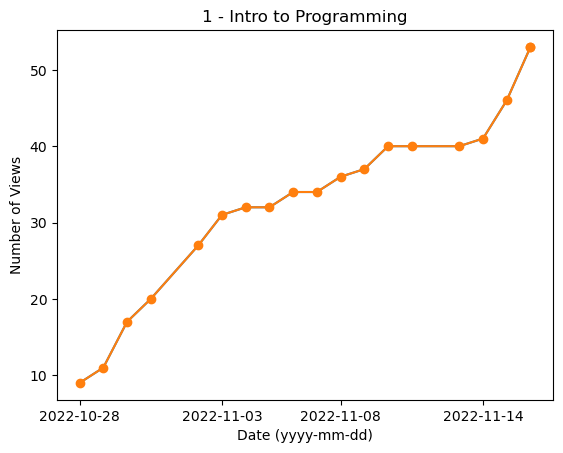 1 - Intro to Programming
Number of Views
50
40
30
20
10
2022-10-28 2022-11-03 2022-11-08 2022-11-14
Date (yyyy-mm-dd)